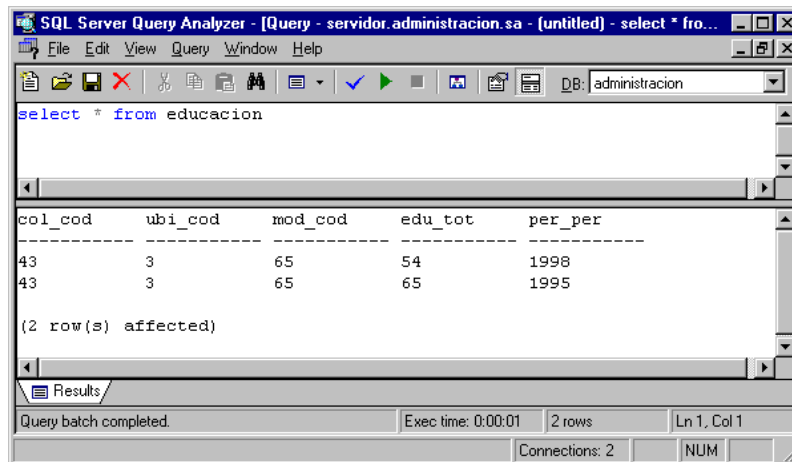 SQL Server Query Analyzer - [Query - servidor.administracion.sa - (untitled) - select * fro...
File Edit View Query Window Help
DB: administracion
select * from educacion
col_cod ubi_cod mod_cod edu_tot per_per
----------- ----------- ----------- ----------- -----------
43 3 65 54 1998
43 3 65 65 1995
(2 row(s) affected)
Results
Query batch completed. Exec time: 0:00:01 2 rows Ln 1, Col 1
Connections: 2 NUM